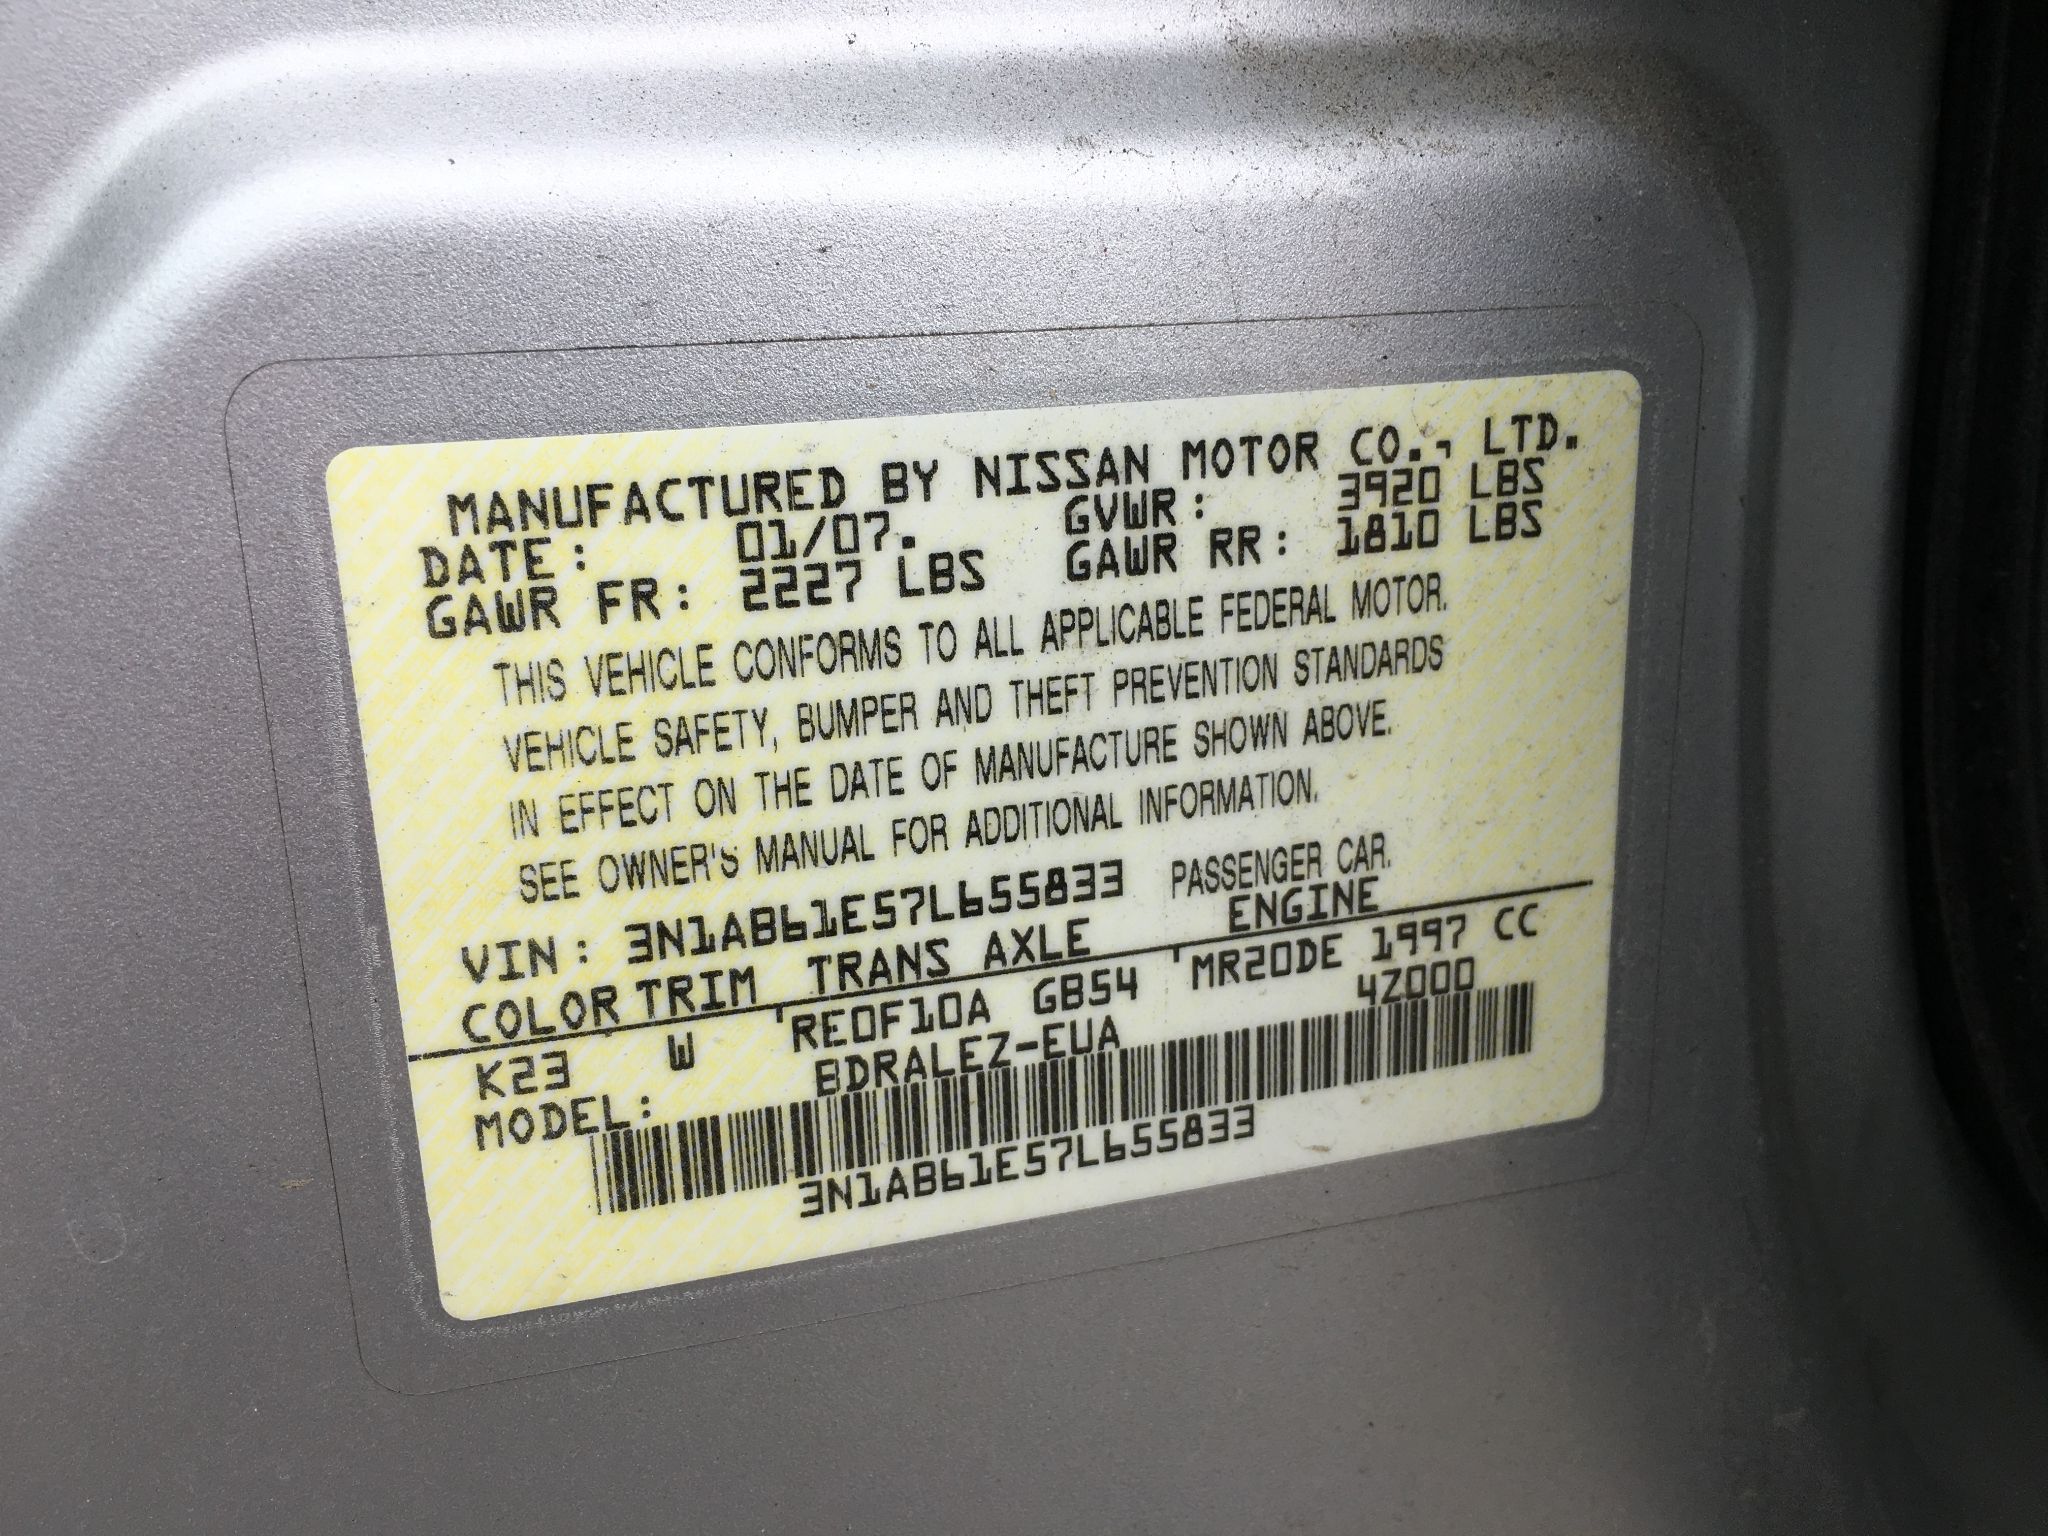 MANUFACTURED BY NISSAN MOTOR CO., LTD.
DATE: 01/07. GVWR: 3920 LBS
GAWR FR: 2227 LBS GAWR RR: 1810 LBS
THIS VEHICLE CONFORMS TO ALL APPLICABLE FEDERAL MOTOR.
VEHICLE SAFETY, BUMPER AND THEFT PREVENTION STANDARDS
IN EFFECT ON THE DATE OF MANUFACTURE SHOWN ABOVE.
SEE OWNER'S MANUAL FOR ADDITIONAL INFORMATION.
VIN: 3N1AB61E57L655833 PASSENGER CAR.
COLOR TRIM TRANS AXLE ENGINE
K23 W RE0F10A GB54 MR20DE 1997 CC
MODEL: BDRALEZ-EUA 4Z000
3N1AB61E57L655833